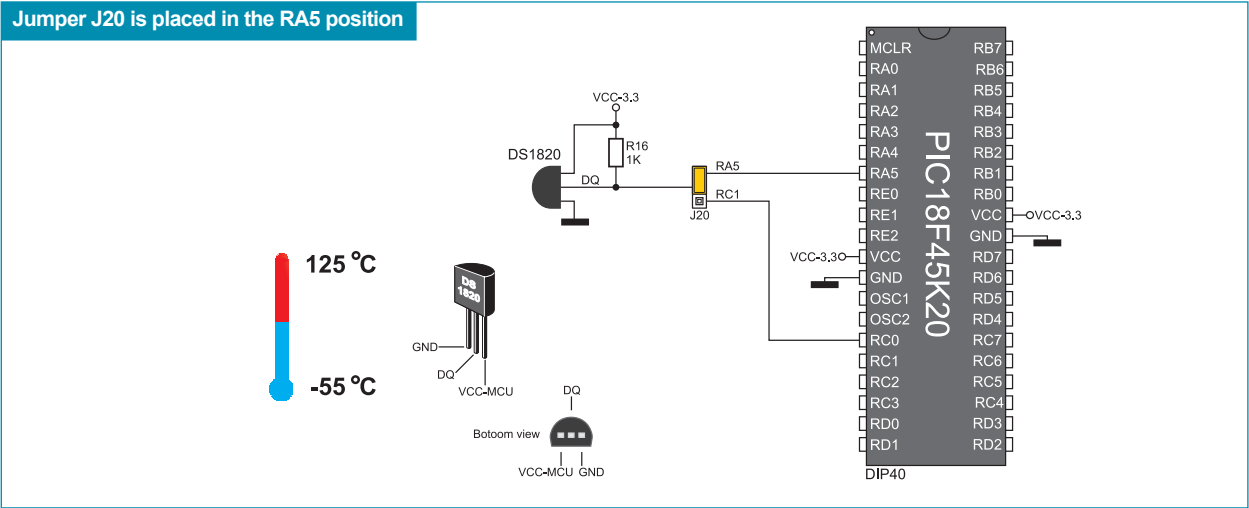 Jumper J20 is placed in the RA5 position
VCC-3.3
R16
1K
DS1820
DQ
RA5
RC1
J20
125 °C
-55 °C
DS
1820
GND
DQ
VCC-MCU
DQ
Botoom view
VCC-MCU GND
VCC-3.3
MCLR RB7
RA0 RB6
RA1 RB5
RA2 RB4
RA3 RB3
RA4 RB2
RA5 RB1
RE0 RB0
RE1 VCC
RE2 GND
VCC RD7
GND RD6
OSC1 RD5
OSC2 RD4
RC0 RC7
RC1 RC6
RC2 RC5
RC3 RC4
RD0 RD3
RD1 RD2
PIC18F45K20
VCC-3.3
DIP40